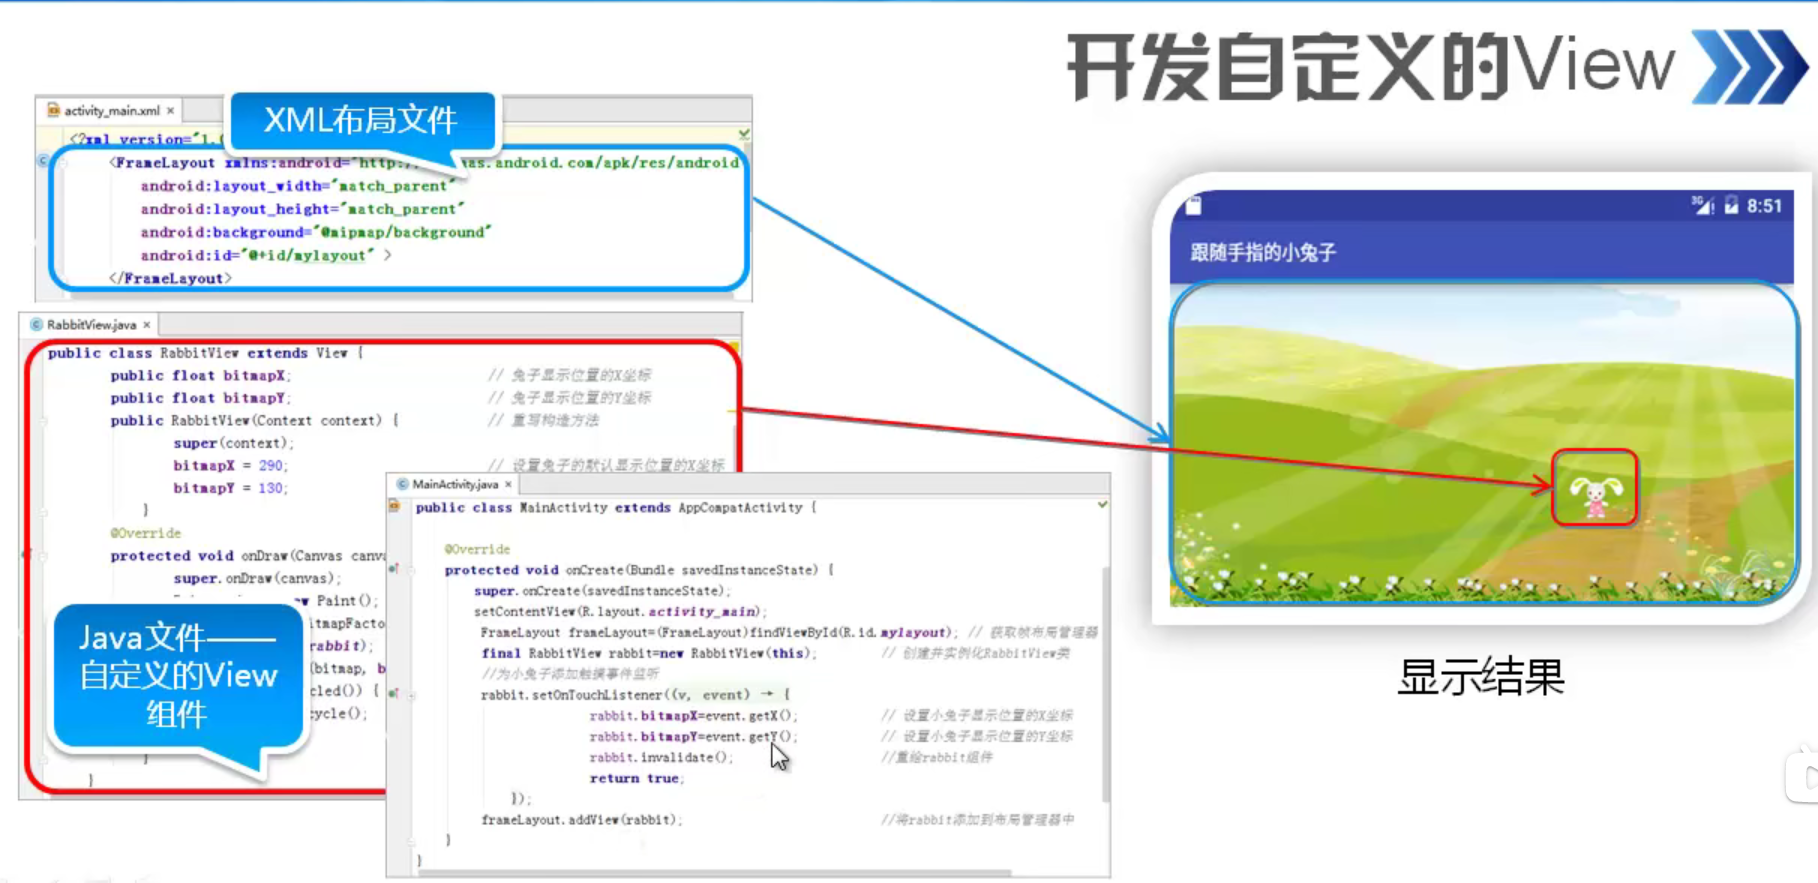 开发自定义的View
activity_main.xml ×
XML布局文件
<?xml version="1.
<FrameLayout xmlns:android="http:/ as.android.com/apk/res/android
android:layout_width="match_parent"
android:layout_height="match_parent"
android:background="@mipmap/background"
android:id="@+id/mylayout" >
</FrameLayout>
RabbitView.java ×
public class RabbitView extends View {
public float bitmapX; // 兔子显示位置的X坐标
public float bitmapY; // 兔子显示位置的Y坐标
public RabbitView(Context context) { // 重写构造方法
super(context);
bitmapX = 290; // 设置兔子的默认显示位置的X坐标
bitmapY = 130;
}
@Override
protected void onDraw(Canvas canva
super.onDraw(canvas);
Paint();
itmapFacto
rabbit);
(bitmap, b
cled()) {
ycle();
}
}
Java文件——
自定义的View
组件
MainActivity.java ×
public class MainActivity extends AppCompatActivity {
@Override
protected void onCreate(Bundle savedInstanceState) {
super.onCreate(savedInstanceState);
setContentView(R.layout.activity_main);
FrameLayout frameLayout=(FrameLayout)findViewById(R.id.mylayout); // 获取帧布局管理器
final RabbitView rabbit=new RabbitView(this); // 创建并实例化RabbitView类
//为小兔子添加触摸事件监听
rabbit.setOnTouchListener((v, event) → {
rabbit.bitmapX=event.getX(); // 设置小兔子显示位置的X坐标
rabbit.bitmapY=event.getY(); // 设置小兔子显示位置的Y坐标
rabbit.invalidate(); //重绘rabbit组件
return true;
});
frameLayout.addView(rabbit); //将rabbit添加到布局管理器中
}
}
3G 8:51
跟随手指的小兔子
显示结果